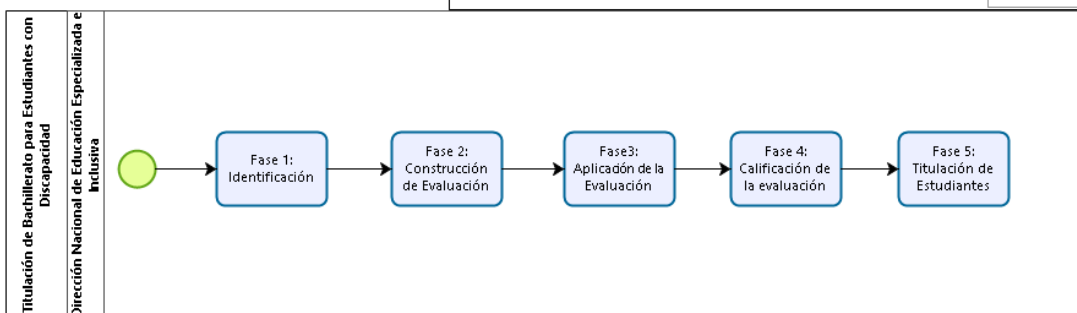 Titulación de Bachillerato para Estudiantes con
Discapacidad
Dirección Nacional de Educación Especializada e
Inclusiva
Fase 1:
Identificación
Fase 2:
Construcción
de Evaluación
Fase3:
Aplicación de la
Evaluación
Fase 4:
Calificación de
la evaluación
Fase 5:
Titulación de
Estudiantes